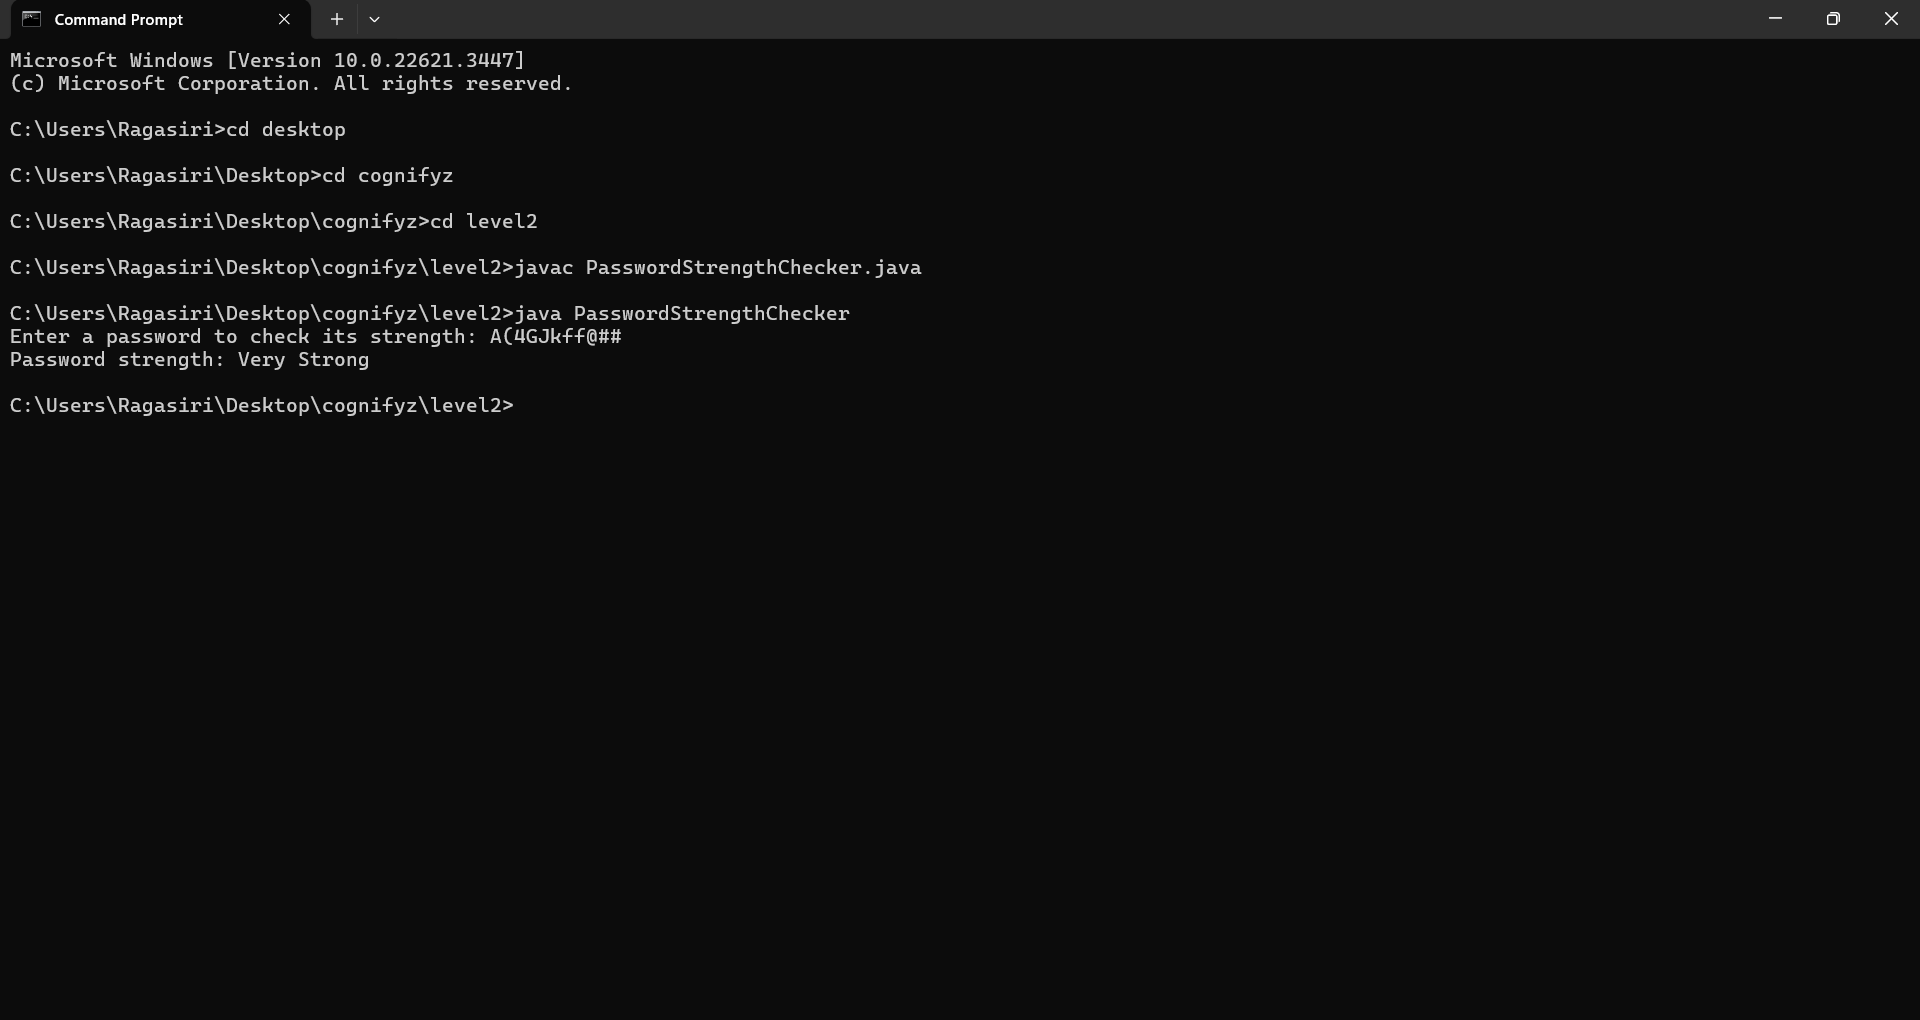 Command Prompt
Microsoft Windows [Version 10.0.22621.3447]
(c) Microsoft Corporation. All rights reserved.
C:\Users\Ragasiri>cd desktop
C:\Users\Ragasiri\Desktop>cd cognifyz
C:\Users\Ragasiri\Desktop\cognifyz>cd level2
C:\Users\Ragasiri\Desktop\cognifyz\level2>javac PasswordStrengthChecker.java
C:\Users\Ragasiri\Desktop\cognifyz\level2>java PasswordStrengthChecker
Enter a password to check its strength: A(4GJkff@##
Password strength: Very Strong
C:\Users\Ragasiri\Desktop\cognifyz\level2>